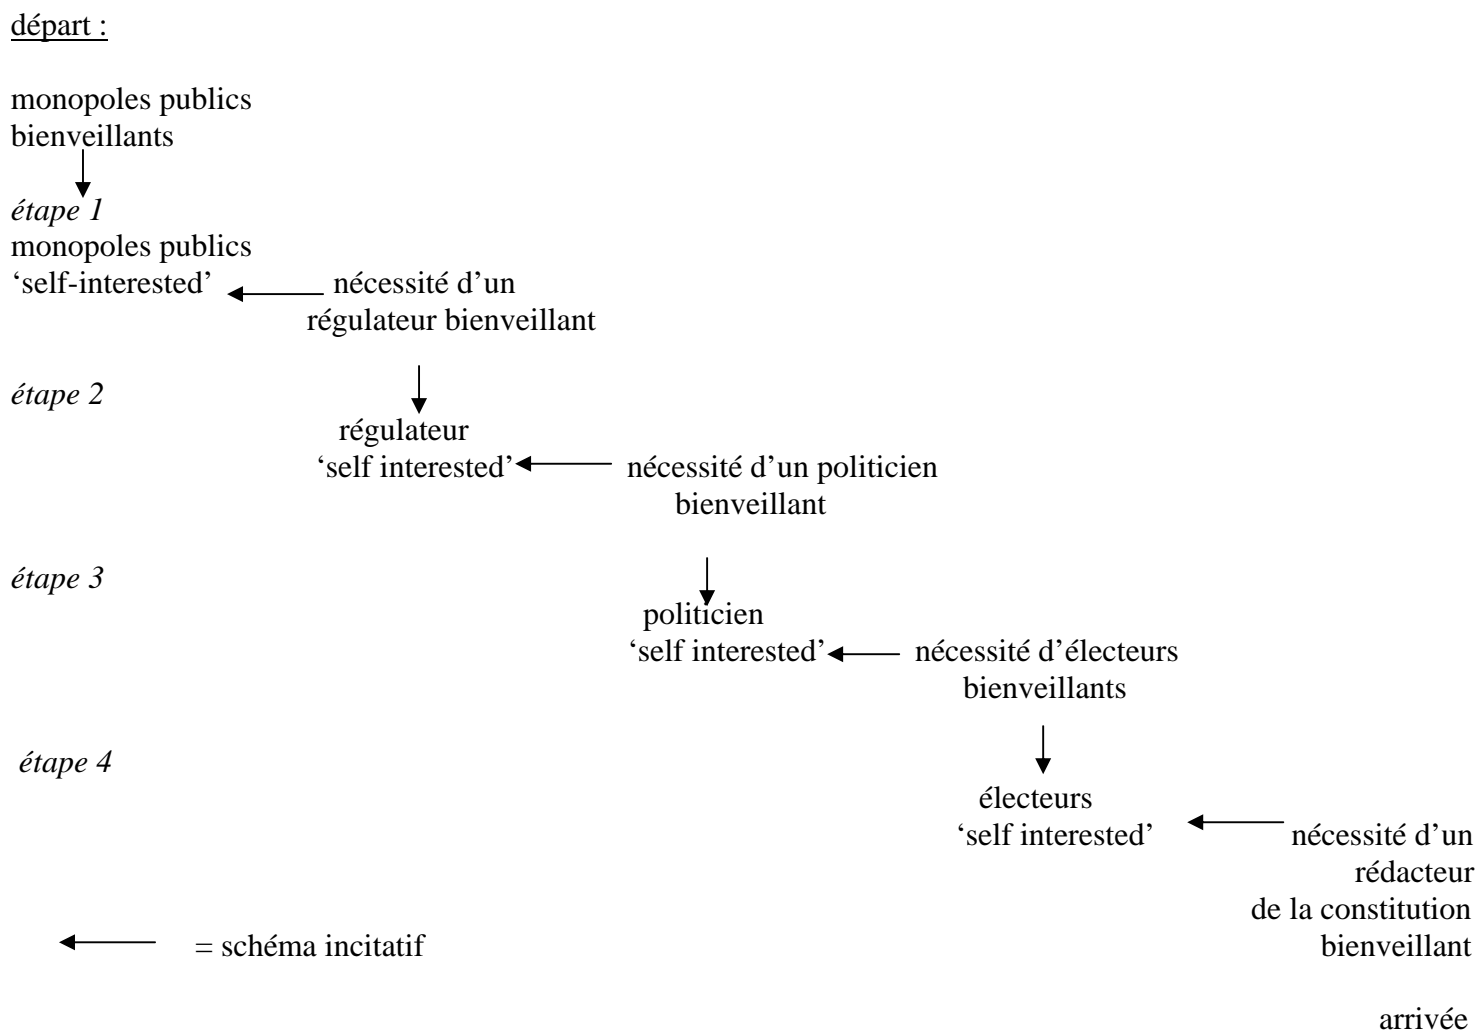 départ :
monopoles publics
bienveillants
étape 1
monopoles publics
‘self-interested’
nécessité d’un
régulateur bienveillant
étape 2
régulateur
‘self interested’
nécessité d’un politicien
bienveillant
étape 3
politicien
‘self interested’
nécessité d’électeurs
bienveillants
étape 4
électeurs
‘self interested’
nécessité d’un
rédacteur
de la constitution
bienveillant
= schéma incitatif
arrivée